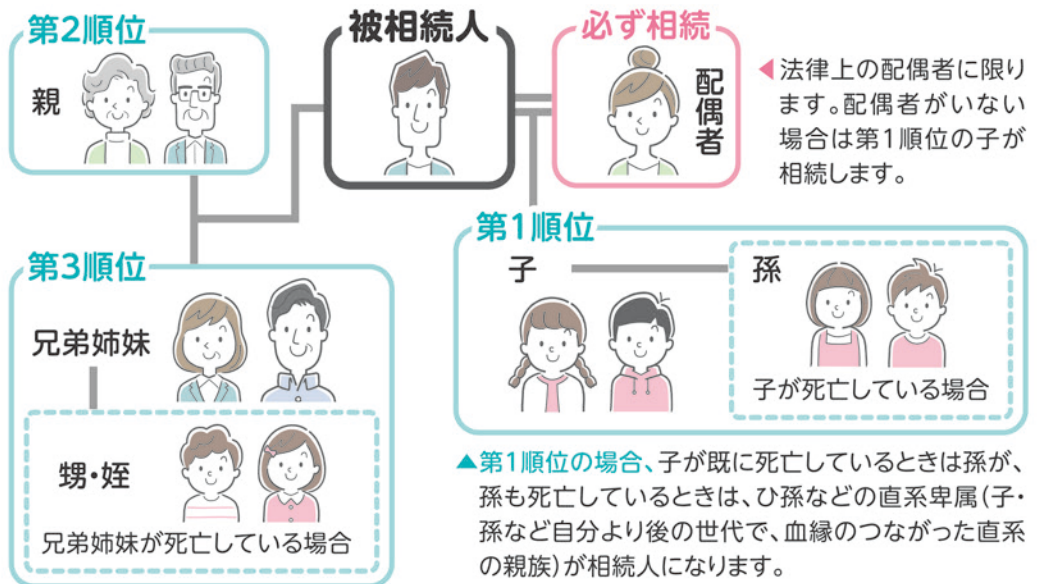 第2順位
親
被相続人
必ず相続
配偶者
◀法律上の配偶者に限り
ます。配偶者がいない
場合は第1順位の子が
相続します。
第1順位
子
孫
子が死亡している場合
第3順位
兄弟姉妹
甥・姪
兄弟姉妹が死亡している場合
▲第1順位の場合、子が既に死亡しているときは孫が、
孫も死亡しているときは、ひ孫などの直系卑属(子・
孫など自分より後の世代で、血縁のつながった直系
の親族)が相続人になります。